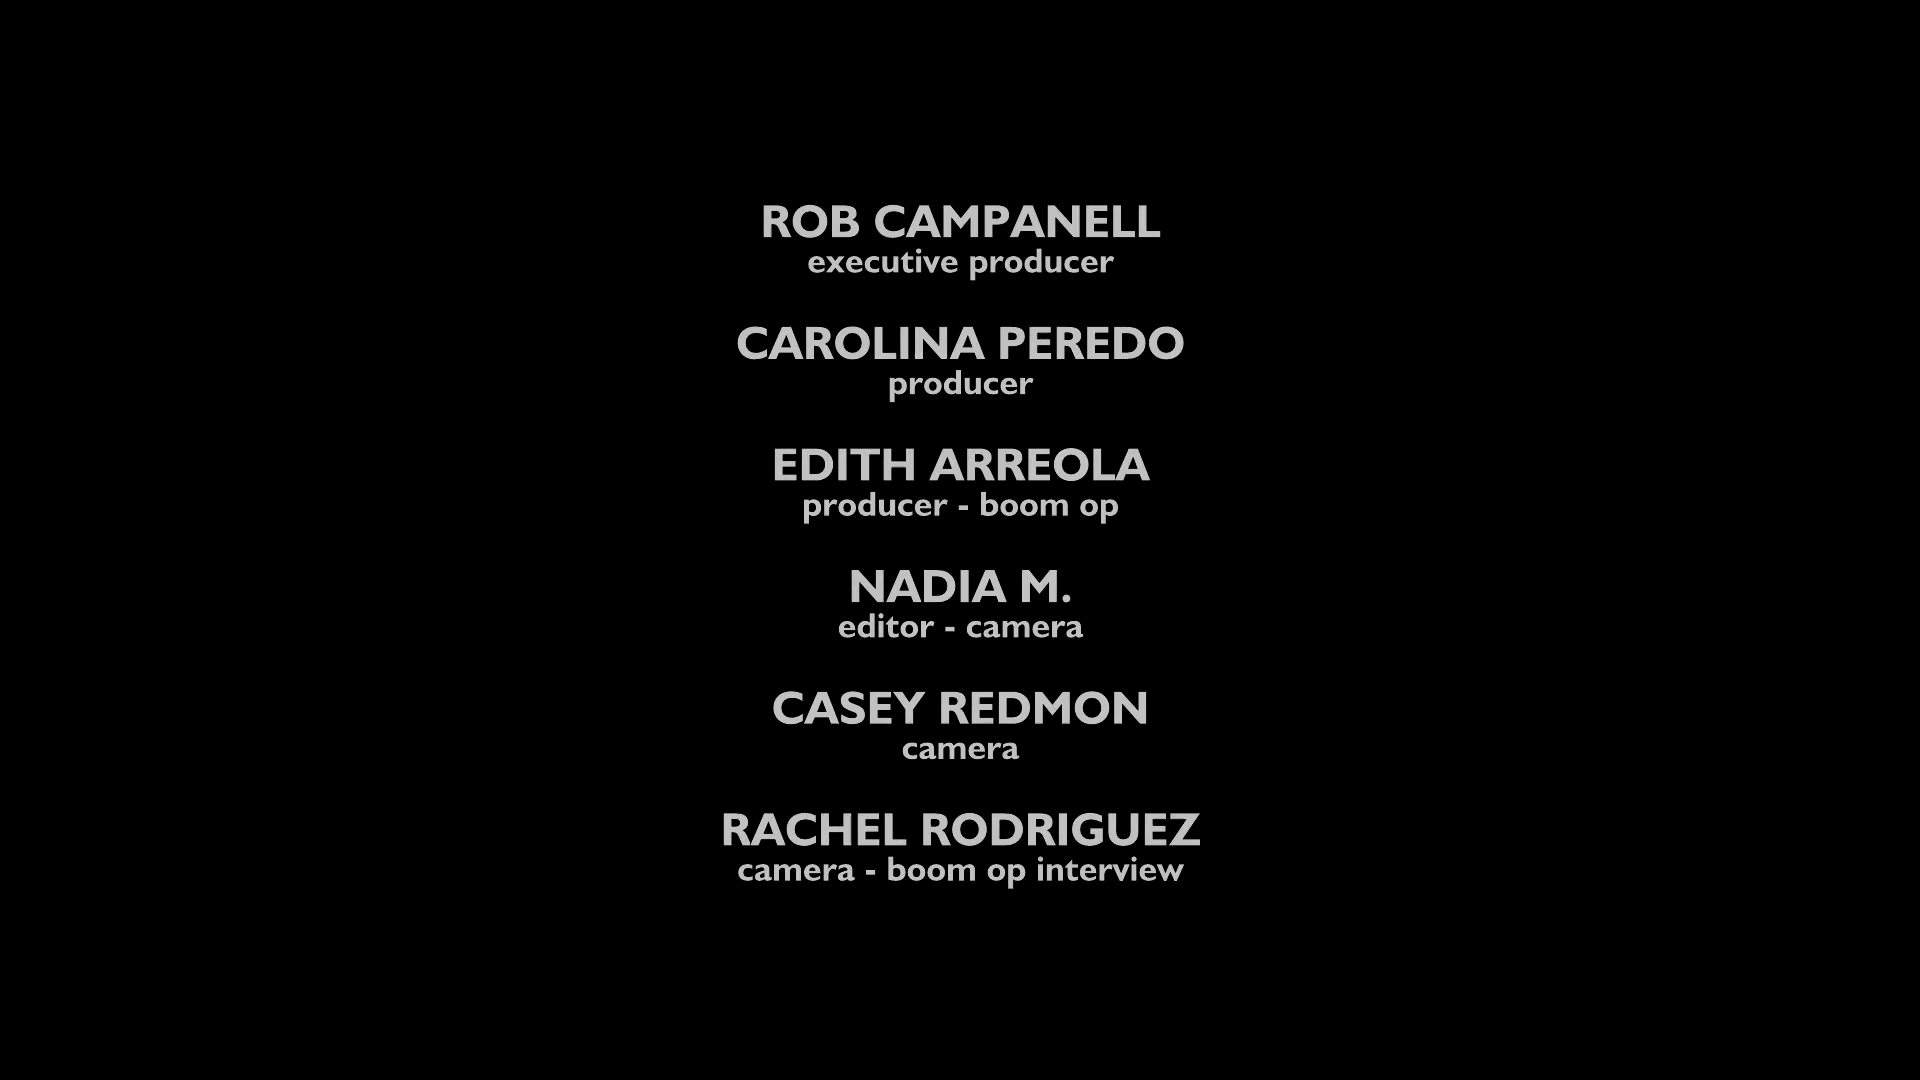 ROB CAMPANELL
executive producer
CAROLINA PEREDO
producer
EDITH ARREOLA
producer - boom op
NADIA M.
editor - camera
CASEY REDMON
camera
RACHEL RODRIGUEZ
camera - boom op interview